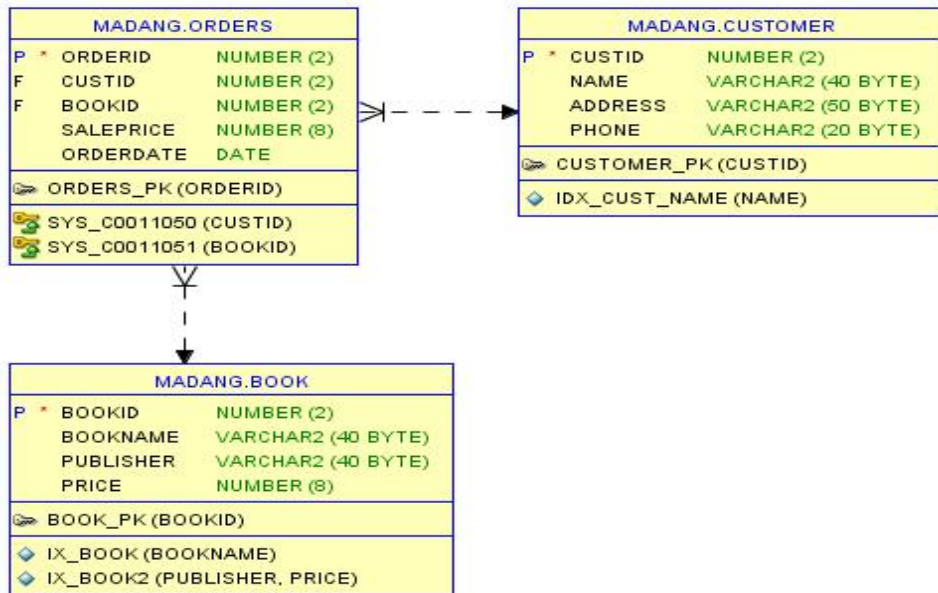 MADANG.ORDERS
P * ORDERID NUMBER (2)
F CUSTID NUMBER (2)
F BOOKID NUMBER (2)
SALEPRICE NUMBER (8)
ORDERDATE DATE
ORDERS_PK (ORDERID)
SYS_C0011050 (CUSTID)
SYS_C0011051 (BOOKID)
MADANG.CUSTOMER
P * CUSTID NUMBER (2)
NAME VARCHAR2 (40 BYTE)
ADDRESS VARCHAR2 (50 BYTE)
PHONE VARCHAR2 (20 BYTE)
CUSTOMER_PK (CUSTID)
IDX_CUST_NAME (NAME)
MADANG.BOOK
P * BOOKID NUMBER (2)
BOOKNAME VARCHAR2 (40 BYTE)
PUBLISHER VARCHAR2 (40 BYTE)
PRICE NUMBER (8)
BOOK_PK (BOOKID)
IX_BOOK (BOOKNAME)
IX_BOOK2 (PUBLISHER, PRICE)